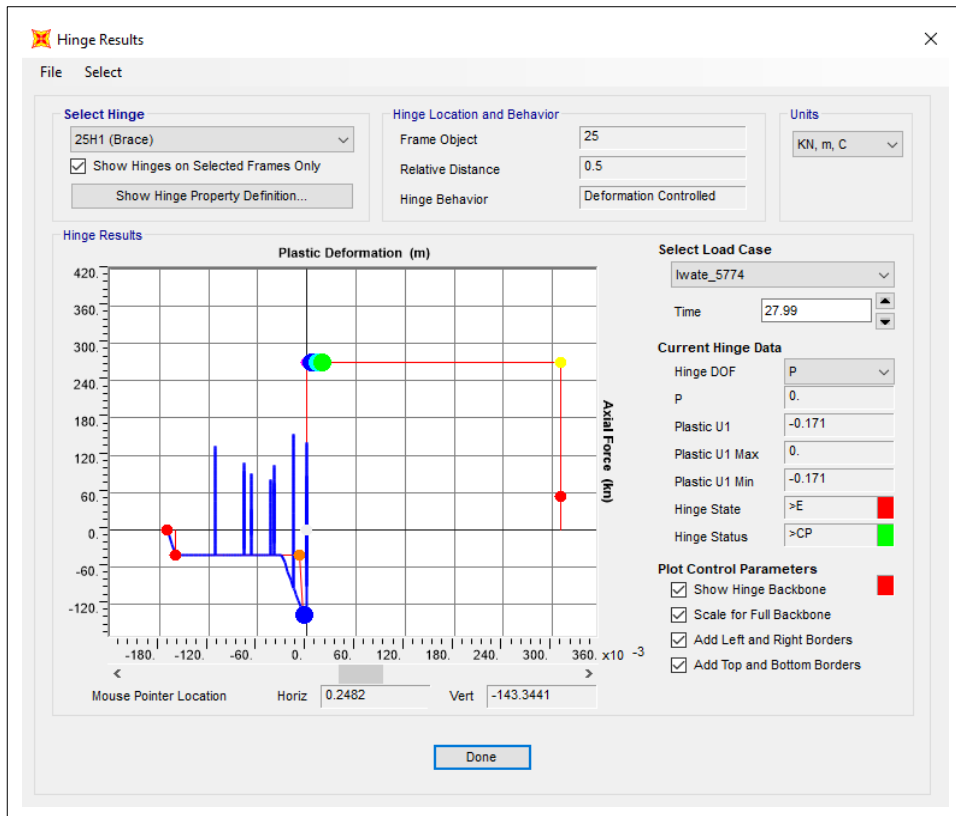 Hinge Results
File Select
Select Hinge
25H1 (Brace)
Show Hinges on Selected Frames Only
Show Hinge Property Definition...
Hinge Location and Behavior
Frame Object 25
Relative Distance 0.5
Hinge Behavior Deformation Controlled
Units
KN, m, C
Hinge Results
Plastic Deformation (m)
420.
360.
300.
240.
180.
120.
60.
0.
-60.
-120.
Axial Force (kn)
-180. -120. -60. 0. 60. 120. 180. 240. 300. 360. x10 -3
Mouse Pointer Location Horiz 0.2482 Vert -143.3441
Select Load Case
Iwate_5774
Time 27.99
Current Hinge Data
Hinge DOF P
P 0.
Plastic U1 -0.171
Plastic U1 Max 0.
Plastic U1 Min -0.171
Hinge State >E
Hinge Status >CP
Plot Control Parameters
Show Hinge Backbone
Scale for Full Backbone
Add Left and Right Borders
Add Top and Bottom Borders
Done